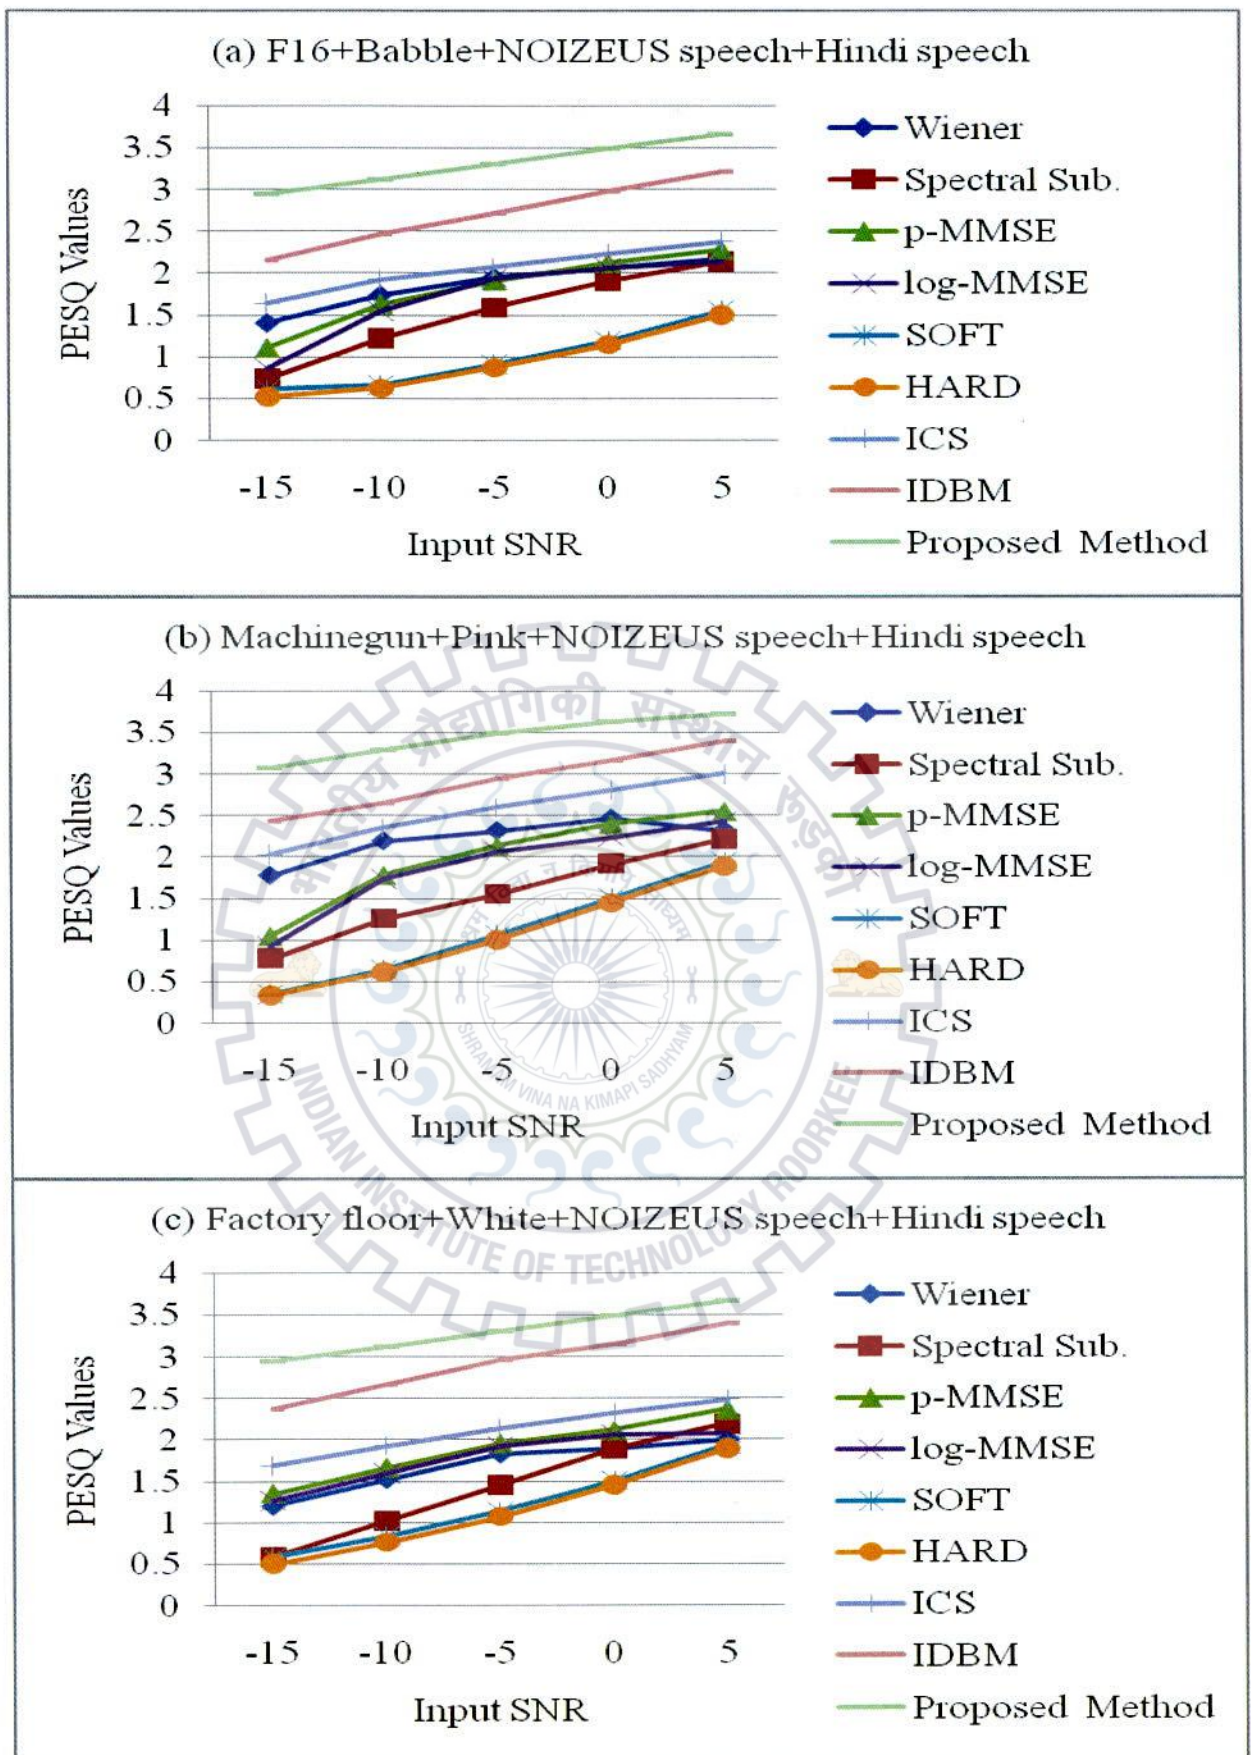 (a) F16+Babble+NOIZEUS speech+Hindi speech
4
3.5
3
2.5
2
1.5
1
0.5
0
PESQ Values
-15 -10 -5 0 5
Input SNR
Wiener
Spectral Sub.
p-MMSE
log-MMSE
SOFT
HARD
ICS
IDBM
Proposed Method
(b) Machinegun+Pink+NOIZEUS speech+Hindi speech
4
3.5
3
2.5
2
1.5
1
0.5
0
PESQ Values
-15 -10 -5 0 5
Input SNR
Wiener
Spectral Sub.
p-MMSE
log-MMSE
SOFT
HARD
ICS
IDBM
Proposed Method
भारतीय प्रौद्योगिकी संस्थान रुड़की
SHRAMAM VINA NA KIMAPI SADHYAM
INDIAN INSTITUTE OF TECHNOLOGY ROORKEE
(c) Factory floor+White+NOIZEUS speech+Hindi speech
4
3.5
3
2.5
2
1.5
1
0.5
0
PESQ Values
-15 -10 -5 0 5
Input SNR
Wiener
Spectral Sub.
p-MMSE
log-MMSE
SOFT
HARD
ICS
IDBM
Proposed Method